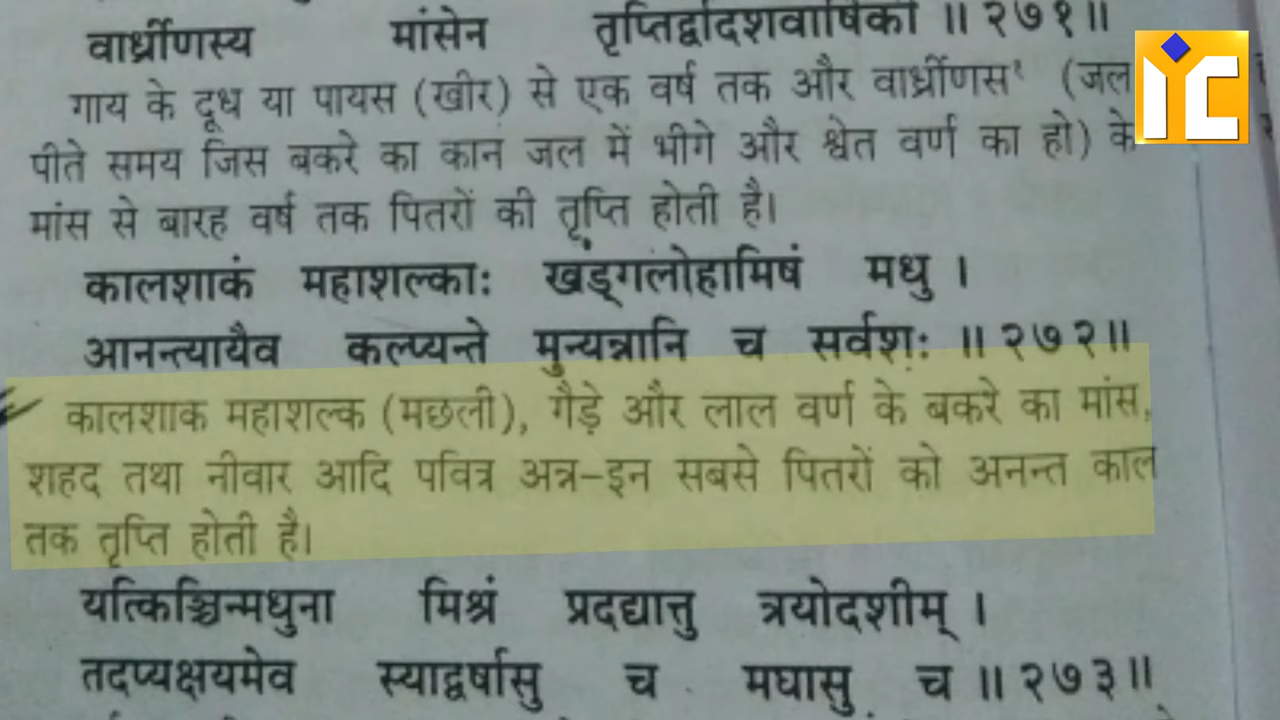 वार्ध्रीणस्य मांसेन तृप्तिर्द्वादशवार्षिकी ॥ २७१॥
गाय के दूध या पायस (खीर) से एक वर्ष तक और वार्ध्रीणस¹ (जल
पीते समय जिस बकरे का कान जल में भीगे और श्वेत वर्ण का हो) के
मांस से बारह वर्ष तक पितरों की तृप्ति होती है।
कालशाकं महाशल्काः खंड्गलोहामिषं मधु ।
आनन्त्यायैव कल्प्यन्ते मुन्यन्नानि च सर्वशः ॥ २७२॥
कालशाक महाशल्क (मछली), गैड़े और लाल वर्ण के बकरे का मांस,
शहद तथा नीवार आदि पवित्र अन्न-इन सबसे पितरों को अनन्त काल
तक तृप्ति होती है।
यत्किञ्चिन्मधुना मिश्रं प्रदद्यात्तु त्रयोदशीम् ।
तदप्यक्षयमेव स्याद्वर्षासु च मघासु च ॥ २७३॥
YC